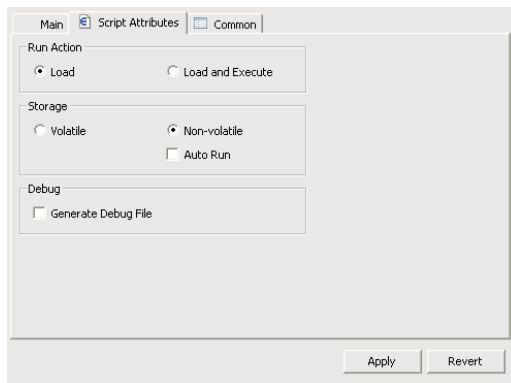 Main Script Attributes Common
Run Action
Load Load and Execute
Storage
Volatile Non-volatile
Auto Run
Debug
Generate Debug File
Apply Revert